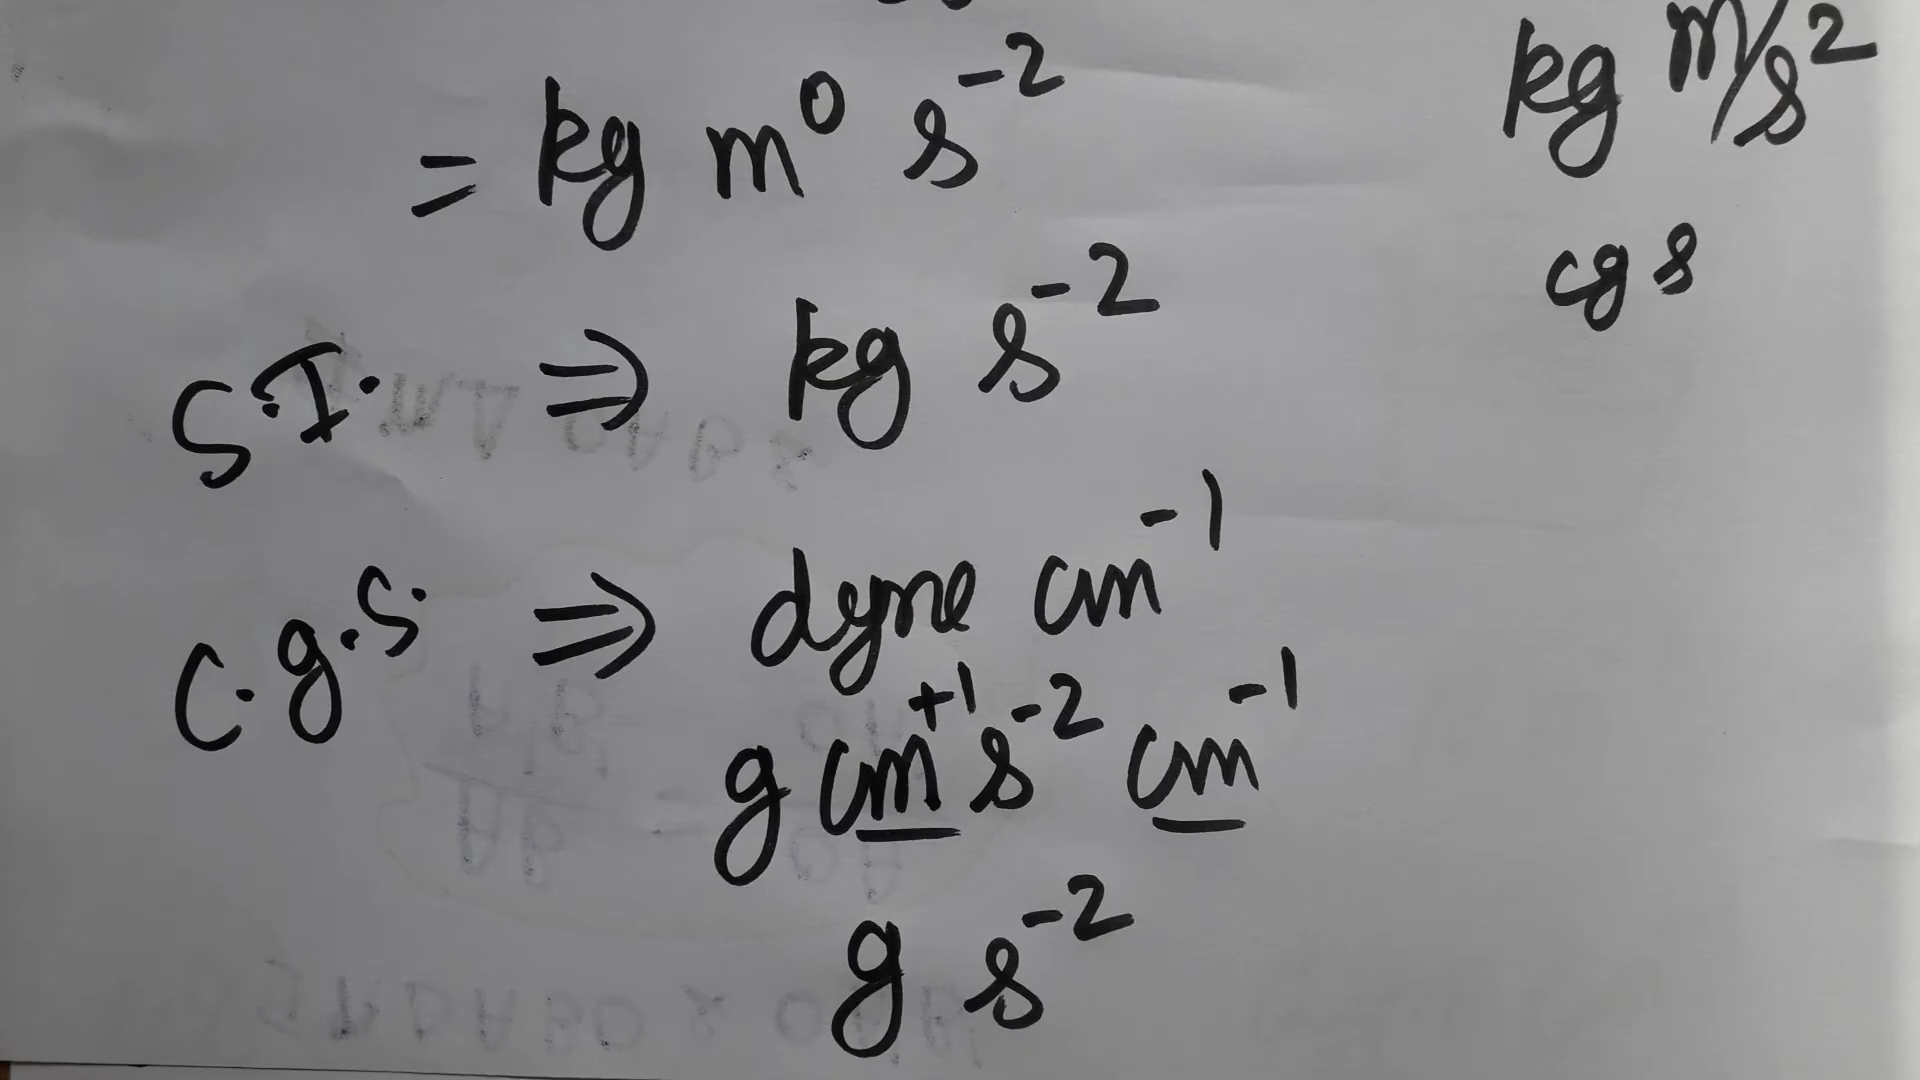 = kg m⁰ s⁻²
kg m/s²
cgs
S.I. ⇒ kg s⁻²
C.g.s. ⇒ dyne cm⁻¹
g cm⁺¹ s⁻² cm⁻¹
g s⁻²